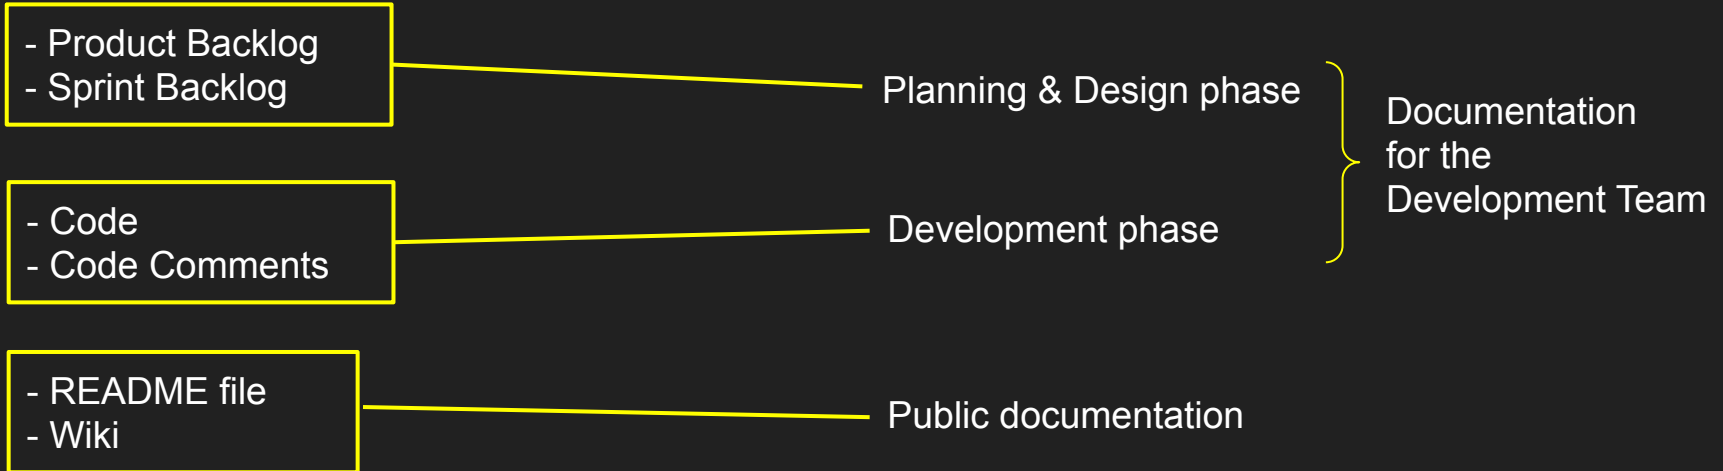 - Product Backlog
- Sprint Backlog
Planning & Design phase
Documentation
for the
Development Team
- Code
- Code Comments
Development phase
- README file
- Wiki
Public documentation